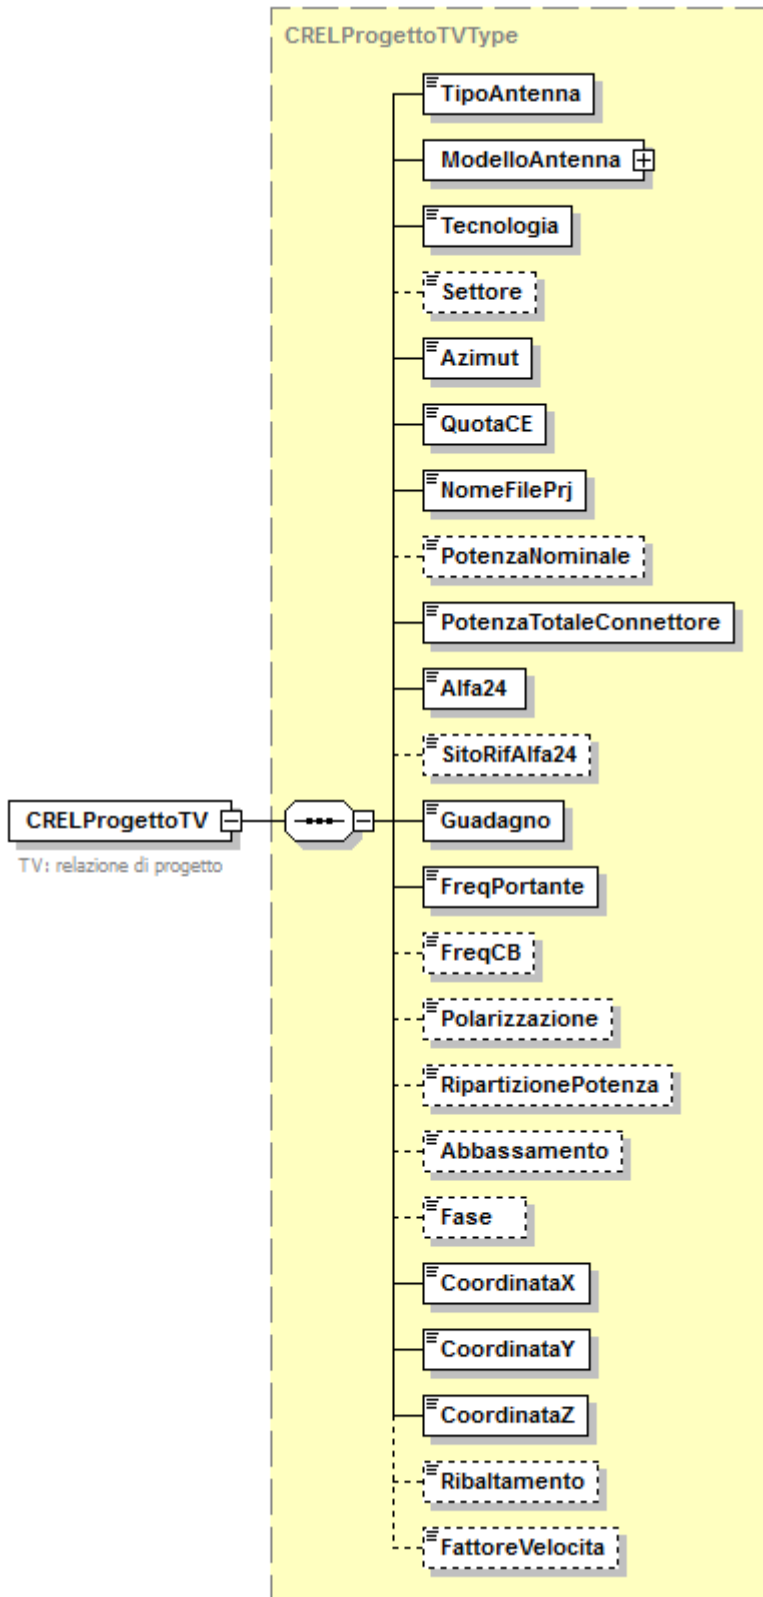 CRELProgettoTVType
TipoAntenna
ModelloAntenna
Tecnologia
Settore
Azimut
QuotaCE
NomeFilePrj
PotenzaNominale
PotenzaTotaleConnettore
Alfa24
SitoRifAlfa24
CRELProgettoTV
TV: relazione di progetto
Guadagno
FreqPortante
FreqCB
Polarizzazione
RipartizionePotenza
Abbassamento
Fase
CoordinataX
CoordinataY
CoordinataZ
Ribaltamento
FattoreVelocita